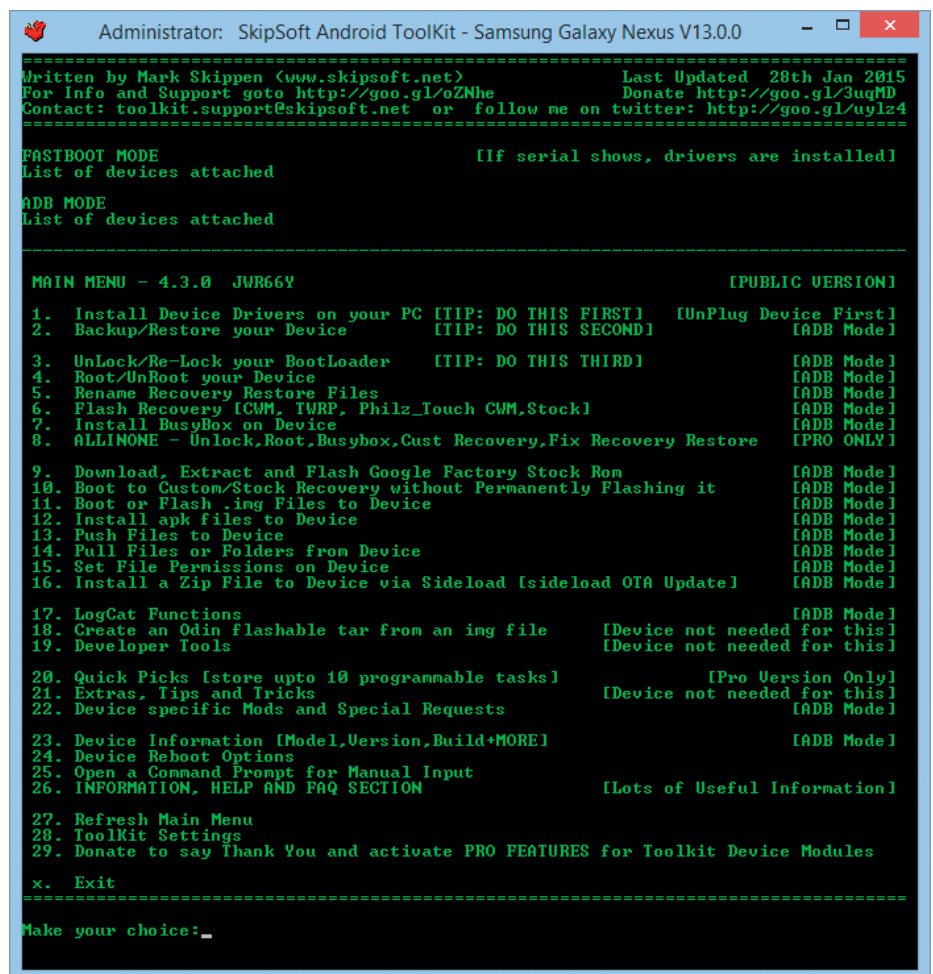 Administrator: SkipSoft Android ToolKit - Samsung Galaxy Nexus V13.0.0
======================================================================================
Written by Mark Skippen (www.skipsoft.net) Last Updated 28th Jan 2015
For Info and Support goto http://goo.gl/oZNhe Donate http://goo.gl/3uqMD
Contact: toolkit.support@skipsoft.net or follow me on twitter: http://goo.gl/uylz4
======================================================================================
FASTBOOT MODE [If serial shows, drivers are installed]
List of devices attached
ADB MODE
List of devices attached
--------------------------------------------------------------------------------------
MAIN MENU - 4.3.0 JWR66Y [PUBLIC VERSION]
1. Install Device Drivers on your PC [TIP: DO THIS FIRST] [UnPlug Device First]
2. Backup/Restore your Device [TIP: DO THIS SECOND] [ADB Mode]
3. UnLock/Re-Lock your BootLoader [TIP: DO THIS THIRD] [ADB Mode]
4. Root/UnRoot your Device [ADB Mode]
5. Rename Recovery Restore Files [ADB Mode]
6. Flash Recovery [CWM, TWRP, Philz_Touch CWM,Stock] [ADB Mode]
7. Install BusyBox on Device [ADB Mode]
8. ALLINONE - Unlock,Root,Busybox,Cust Recovery,Fix Recovery Restore [PRO ONLY]
9. Download, Extract and Flash Google Factory Stock Rom [ADB Mode]
10. Boot to Custom/Stock Recovery without Permanently Flashing it [ADB Mode]
11. Boot or Flash .img Files to Device [ADB Mode]
12. Install apk files to Device [ADB Mode]
13. Push Files to Device [ADB Mode]
14. Pull Files or Folders from Device [ADB Mode]
15. Set File Permissions on Device [ADB Mode]
16. Install a Zip File to Device via Sideload [sideload OTA Update] [ADB Mode]
17. LogCat Functions [ADB Mode]
18. Create an Odin flashable tar from an img file [Device not needed for this]
19. Developer Tools [Device not needed for this]
20. Quick Picks [store upto 10 programmable tasks] [Pro Version Only]
21. Extras, Tips and Tricks [Device not needed for this]
22. Device specific Mods and Special Requests [ADB Mode]
23. Device Information [Model,Version,Build+MORE] [ADB Mode]
24. Device Reboot Options
25. Open a Command Prompt for Manual Input
26. INFORMATION, HELP AND FAQ SECTION [Lots of Useful Information]
27. Refresh Main Menu
28. ToolKit Settings
29. Donate to say Thank You and activate PRO FEATURES for Toolkit Device Modules
x. Exit
======================================================================================
Make your choice:_